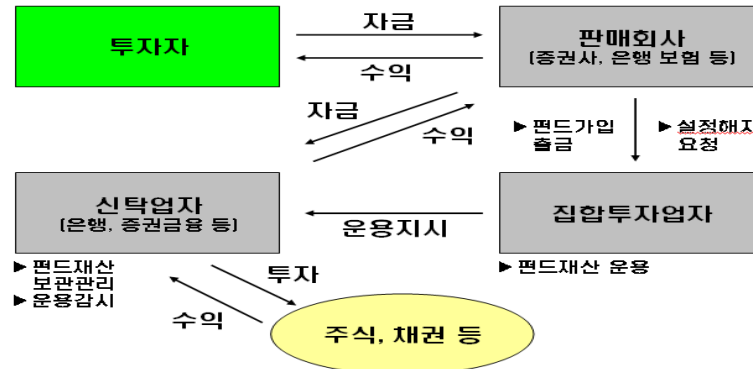 투자자
자금
수익
판매회사
(증권사, 은행 보험 등)
자금
수익
▶ 펀드가입
출금
▶ 설정해지
요청
신탁업자
(은행, 증권금융 등)
운용지시
집합투자업자
▶ 펀드재산
보관관리
▶ 운용감시
▶ 펀드재산 운용
투자
수익
주식, 채권 등